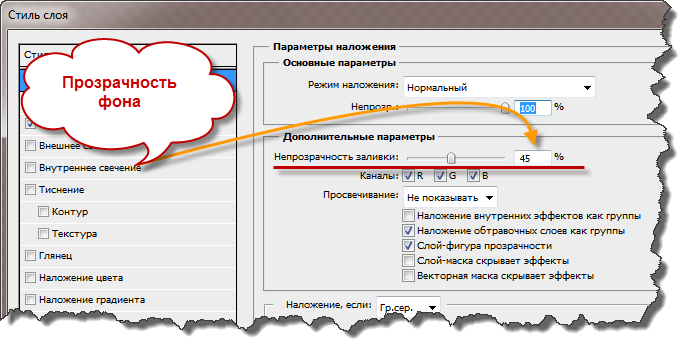 Стиль слоя
Прозрачность
фона
Внутреннее свечение
Тиснение
Контур
Текстура
Глянец
Наложение цвета
Наложение градиента
Параметры наложения
Основные параметры
Режим наложения: Нормальный
Непрозр.: 100 %
Дополнительные параметры
Непрозрачность заливки: 45 %
Каналы: R G B
Просвечивание: Не показывать
Наложение внутренних эффектов как группы
Наложение обтравочных слоев как группы
Слой-фигура прозрачности
Слой-маска скрывает эффекты
Векторная маска скрывает эффекты
Наложение, если: Гр.сер.